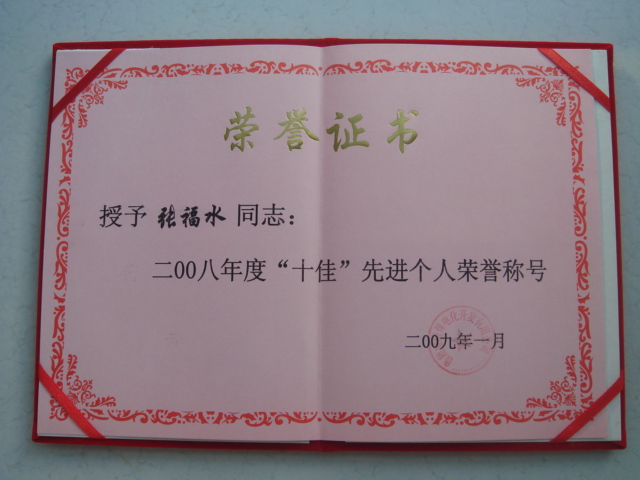 荣誉证书
授予 张福水 同志：
二00八年度“十佳”先进个人荣誉称号
二00九年一月